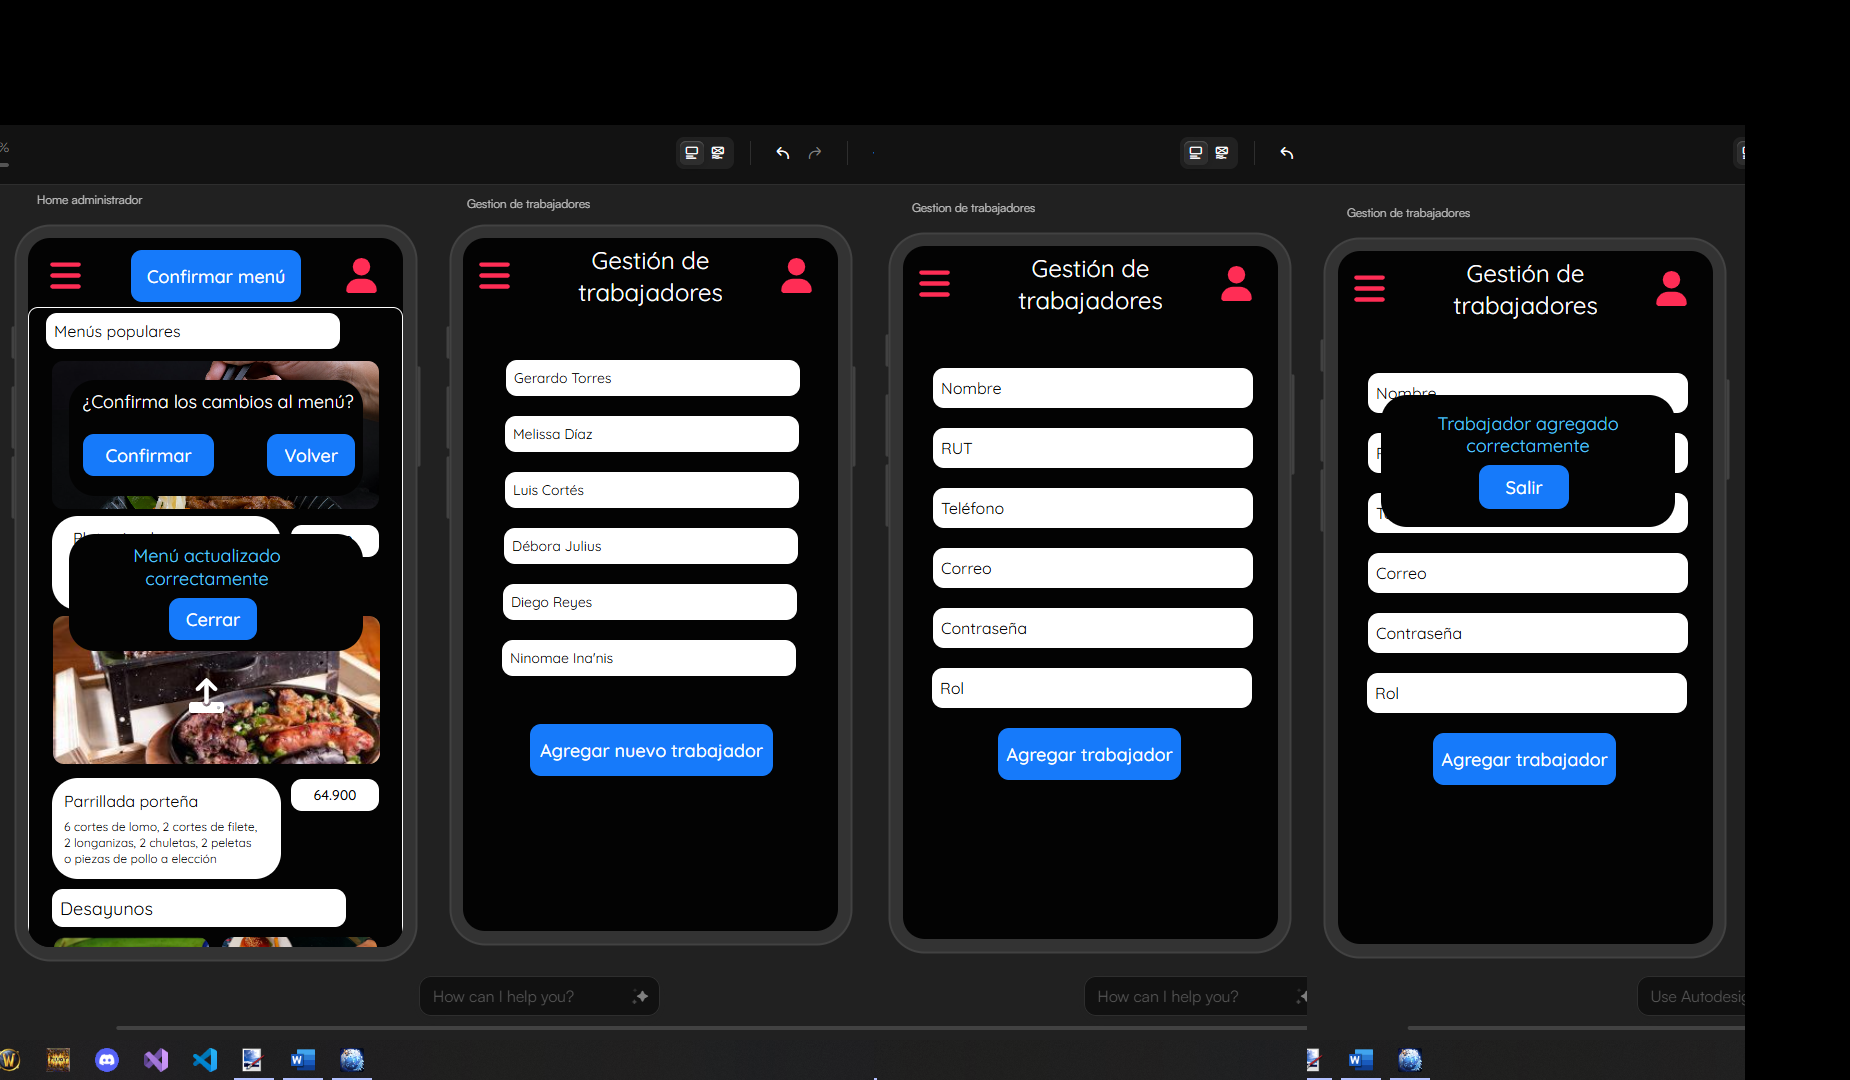 %
Home administrador
Confirmar menú
Menús populares
¿Confirma los cambios al menú?
Confirmar
Volver
Menú actualizado
correctamente
Cerrar
Parrillada porteña
64.900
6 cortes de lomo, 2 cortes de filete,
2 longanizas, 2 chuletas, 2 peletas
o piezas de pollo a elección
Desayunos
Gestion de trabajadores
Gestión de
trabajadores
Gerardo Torres
Melissa Díaz
Luis Cortés
Débora Julius
Diego Reyes
Ninomae Ina'nis
Agregar nuevo trabajador
How can I help you?
Gestion de trabajadores
Gestión de
trabajadores
Nombre
RUT
Teléfono
Correo
Contraseña
Rol
Agregar trabajador
How can I help you?
Gestion de trabajadores
Gestión de
trabajadores
Nombre
Trabajador agregado
correctamente
Salir
Correo
Contraseña
Rol
Agregar trabajador
Use Autodesig